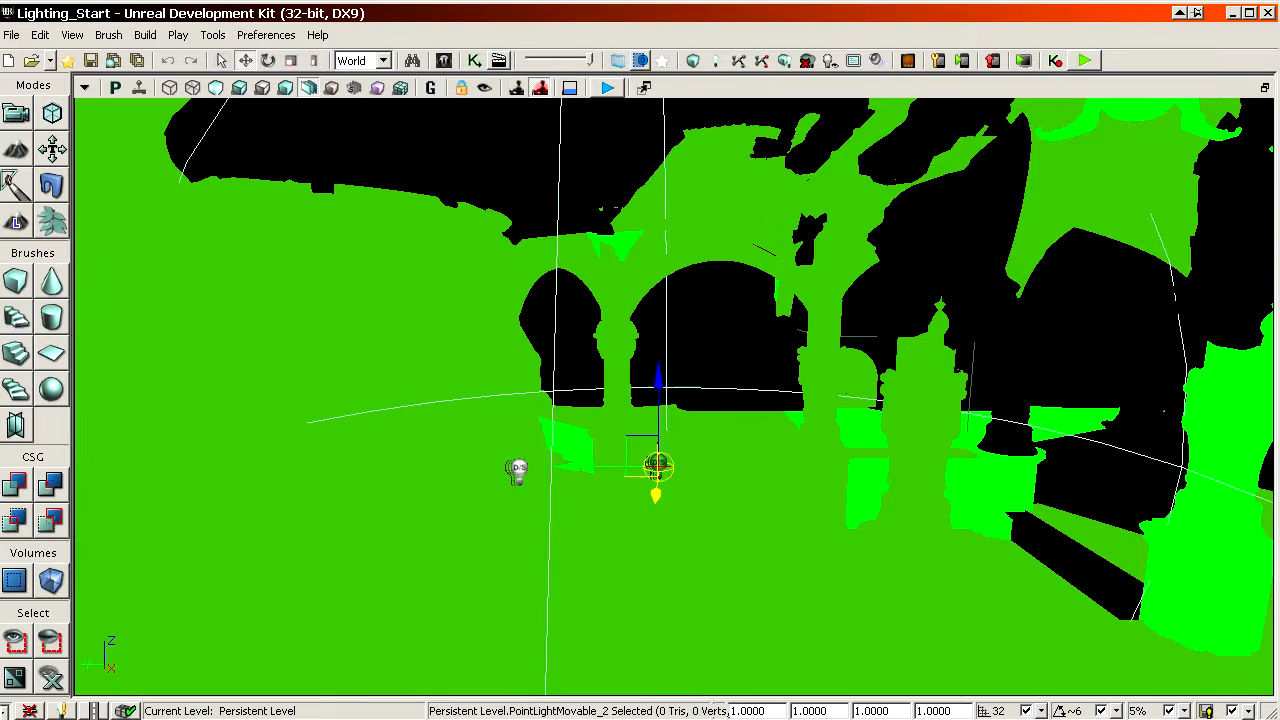 Lighting_Start - Unreal Development Kit (32-bit, DX9)
File Edit View Brush Build Play Tools Preferences Help
World
Modes
P G
L
Brushes
CSG
Volumes
Select
D/S
Z
X
Current Level: Persistent Level
Persistent Level.PointLightMovable_2 Selected (0 Tris, 0 Verts,
1.0000 1.0000 1.0000 1.0000 32 ~6 5%